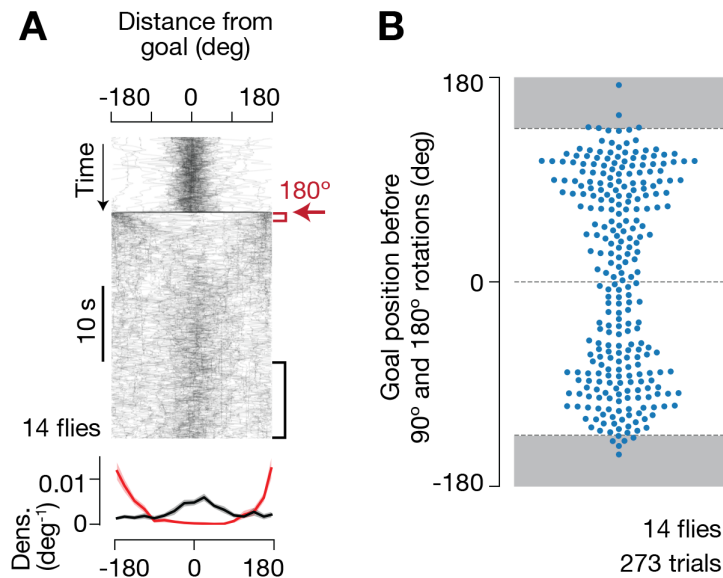 A
Distance from
goal (deg)
-180 0 180
Time
180°
10 s
14 flies
0.01
0
Dens.
(deg⁻¹)
-180 0 180
B
Goal position before
90° and 180° rotations (deg)
180
0
-180
14 flies
273 trials